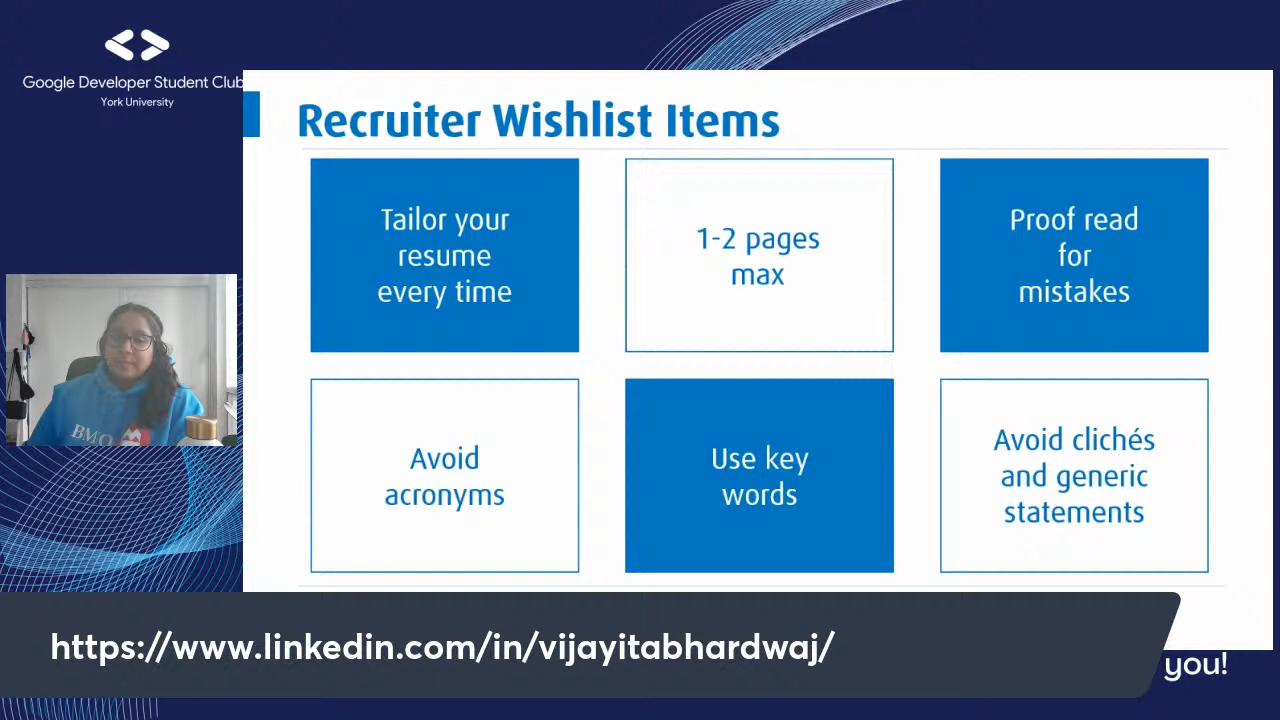 Google Developer Student Club
York University
Recruiter Wishlist Items
Tailor your
resume
every time
1-2 pages
max
Proof read
for
mistakes
Avoid
acronyms
Use key
words
Avoid clichés
and generic
statements
BMO
https://www.linkedin.com/in/vijayitabhardwaj/
you!